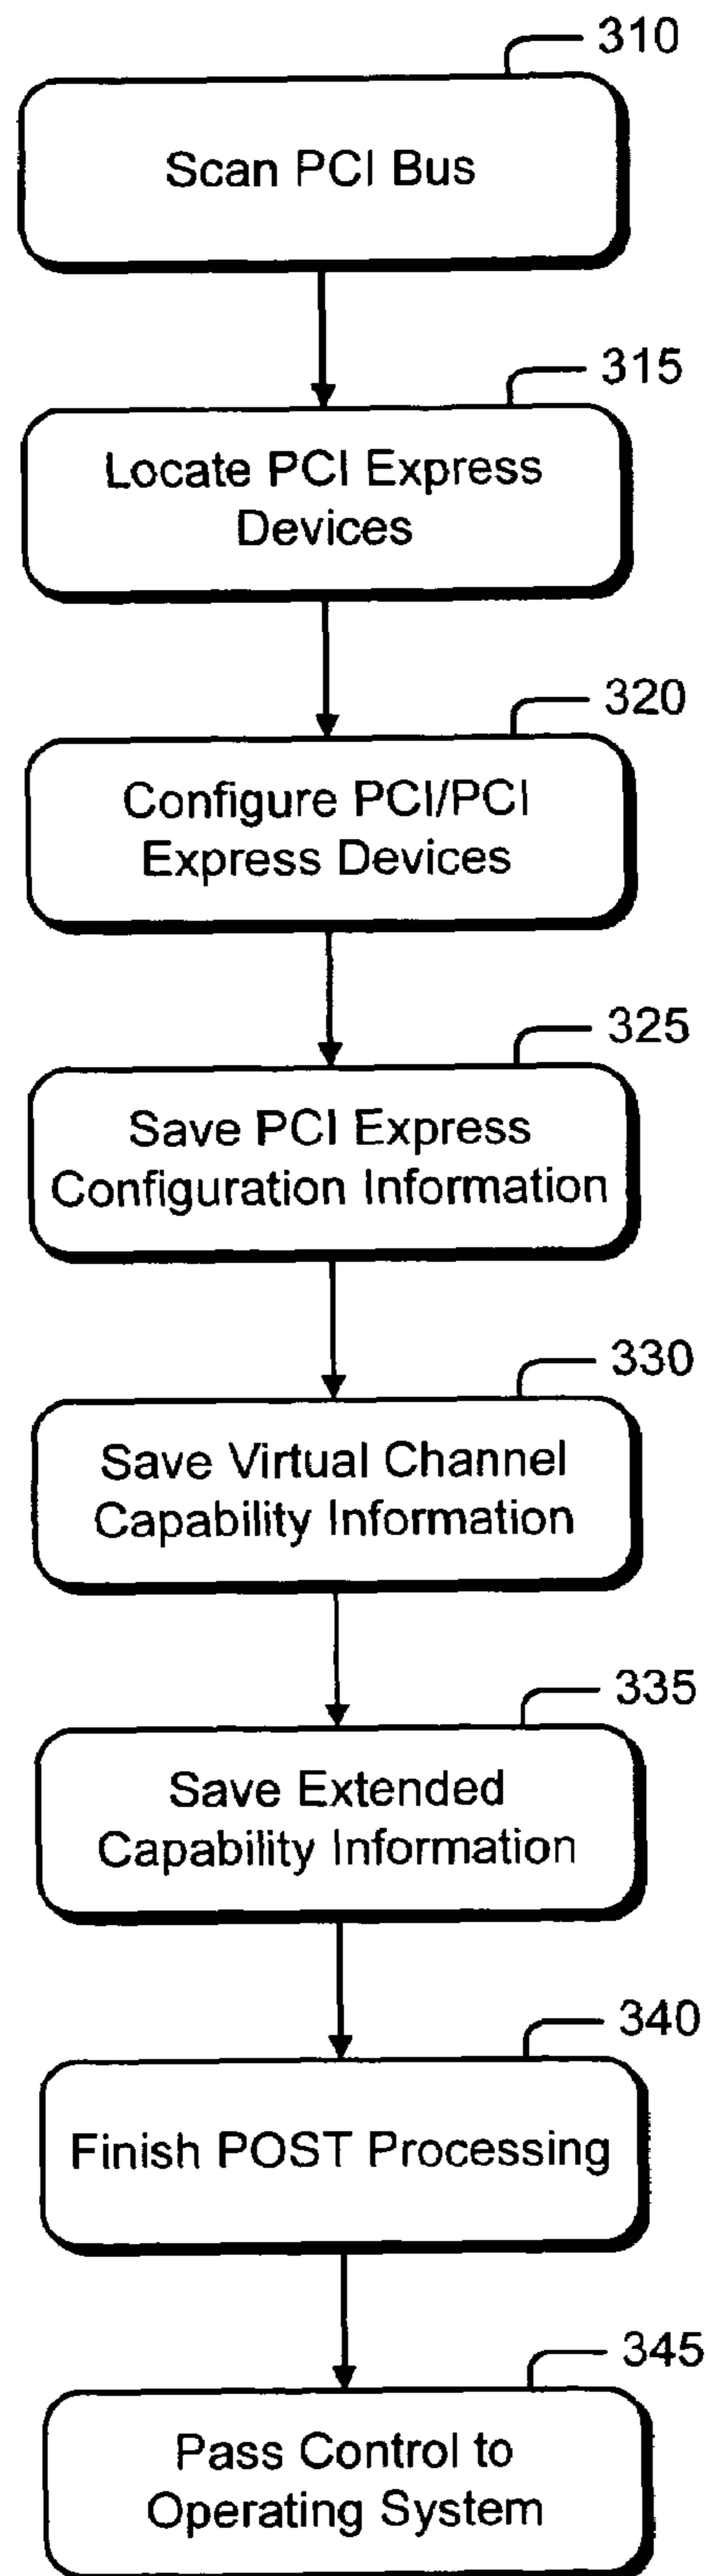 310
Scan PCI Bus
315
Locate PCI Express
Devices
320
Configure PCI/PCI
Express Devices
325
Save PCI Express
Configuration Information
330
Save Virtual Channel
Capability Information
335
Save Extended
Capability Information
340
Finish POST Processing
345
Pass Control to
Operating System